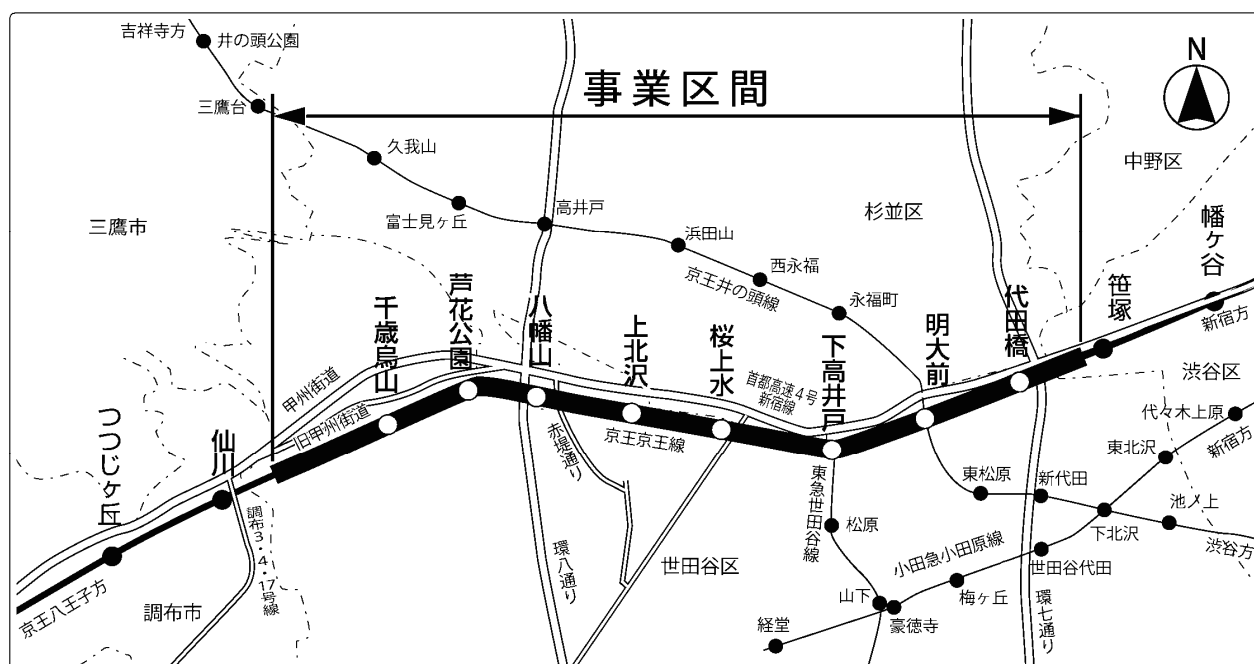 吉祥寺方
井の頭公園
N
事業区間
三鷹台
久我山
中野区
富士見ヶ丘
高井戸
杉並区
幡ヶ谷
三鷹市
浜田山
西永福
京王井の頭線
永福町
新宿方
笹塚
代田橋
明大前
下高井戸
桜上水
上北沢
八幡山
芦花公園
千歳烏山
仙川
つつじヶ丘
甲州街道
旧甲州街道
首都高速4号
新宿線
渋谷区
代々木上原
新宿方
京王京王線
赤堤通り
東北沢
東松原
新代田
池ノ上
東急世田谷線
松原
下北沢
渋谷方
調布3・4・17号線
環八通り
世田谷区
小田急小田原線
世田谷代田
梅ヶ丘
京王八王子方
調布市
山下
豪徳寺
経堂
環七通り